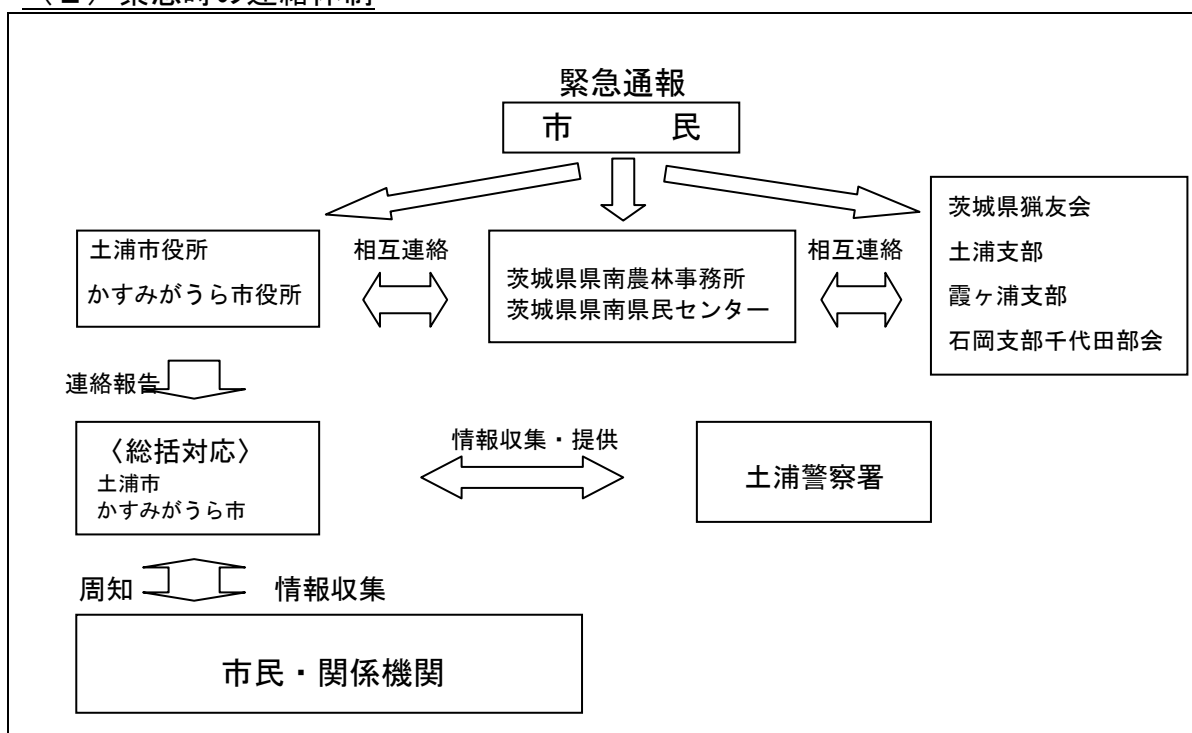 緊急時の連絡体制
緊急通報
市　　　民
土浦市役所
かすみがうら市役所
相互連絡
茨城県県南農林事務所
茨城県県南県民センター
相互連絡
茨城県猟友会
土浦支部
霞ヶ浦支部
石岡支部千代田部会
連絡報告
〈総括対応〉
土浦市
かすみがうら市
情報収集・提供
土浦警察署
周知
情報収集
市民・関係機関